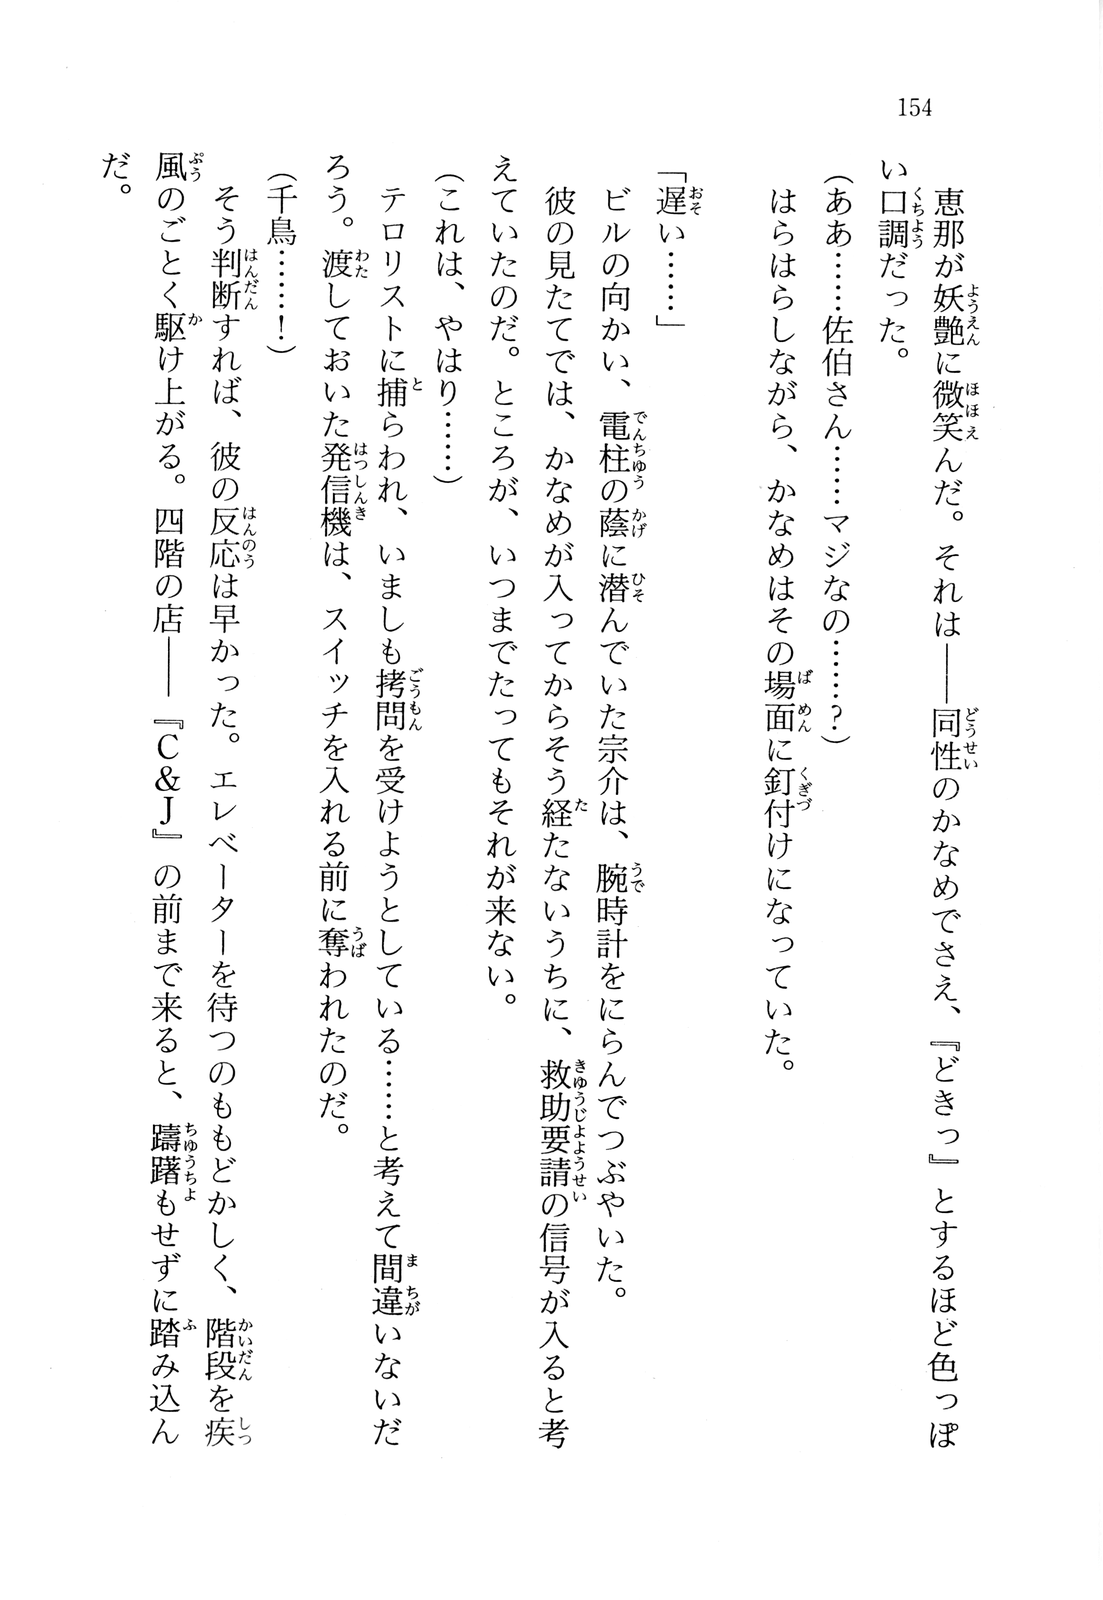 154
恵那が妖艶に微笑んだ。それは――同性のかなめでさえ、『どきっ』とするほど色っぽ
い口調だった。
(ああ……佐伯さん……マジなの……?)
はらはらしながら、かなめはその場面に釘付けになっていた。
「遅い……」
ビルの向かい、電柱の蔭に潜んでいた宗介は、腕時計をにらんでつぶやいた。
彼の見たてでは、かなめが入ってからそう経たないうちに、救助要請の信号が入ると考
えていたのだ。ところが、いつまでたってもそれが来ない。
(これは、やはり……)
テロリストに捕らわれ、いましも拷問を受けようとしている……と考えて間違いないだ
ろう。渡しておいた発信機は、スイッチを入れる前に奪われたのだ。
(千鳥……!)
そう判断すれば、彼の反応は早かった。エレベーターを待つのももどかしく、階段を疾
風のごとく駆け上がる。四階の店――『C&J』の前まで来ると、躊躇もせずに踏み込ん
だ。